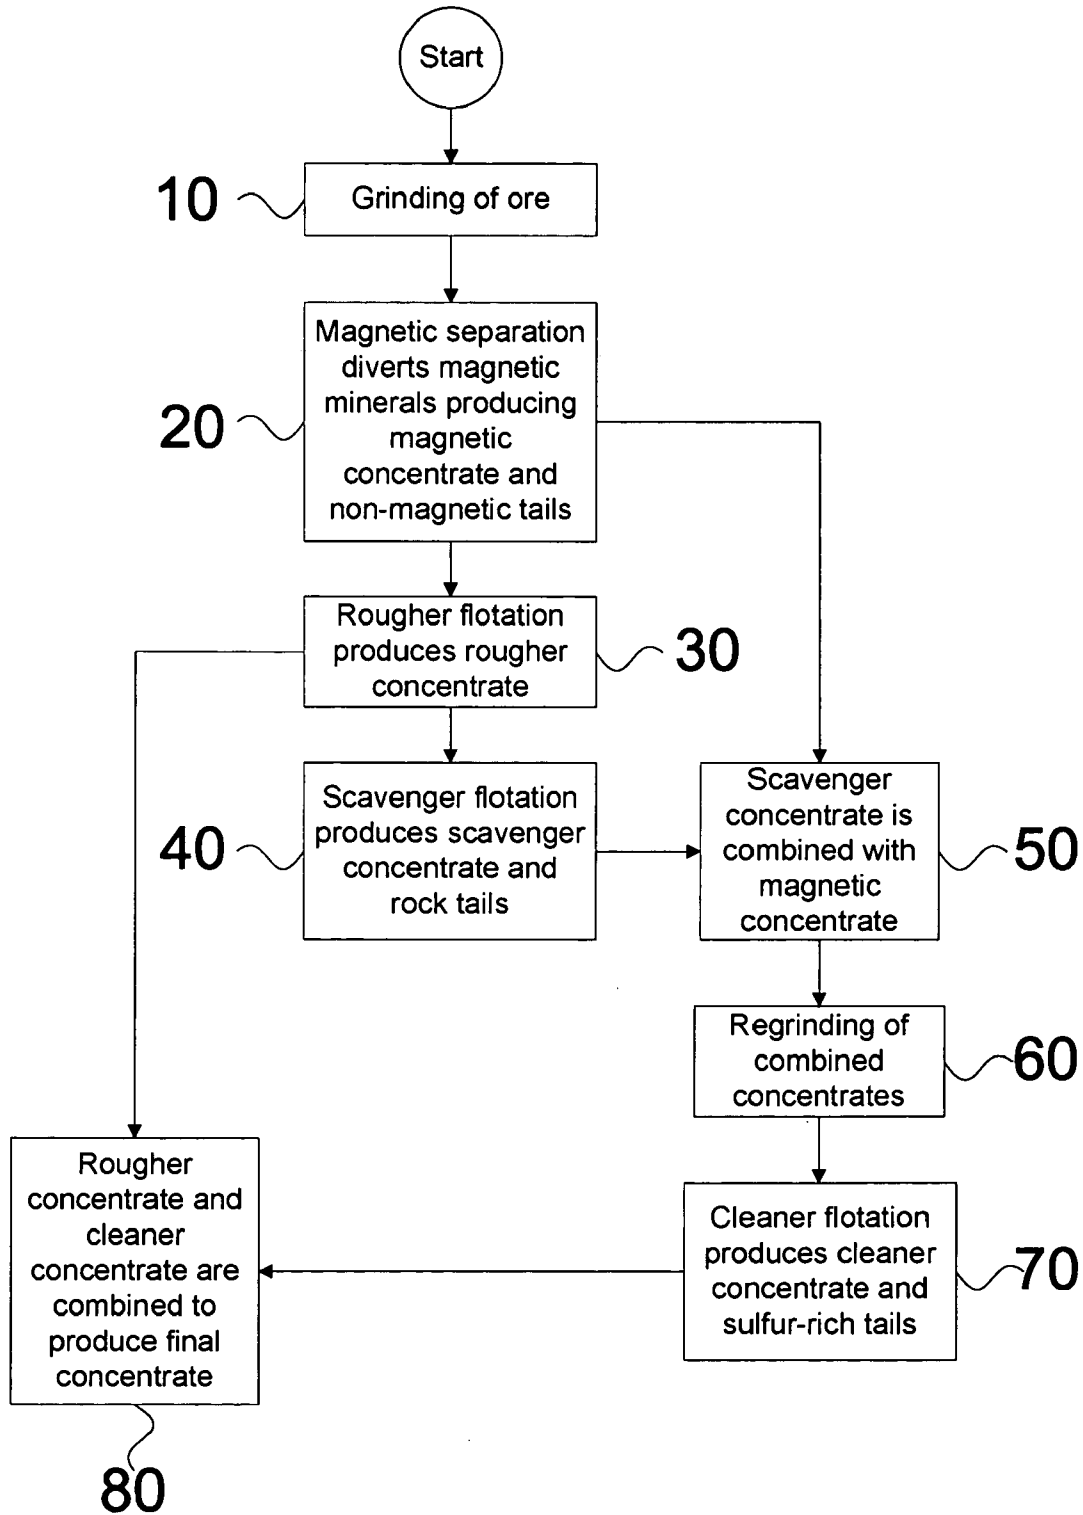 Start
10
Grinding of ore
20
Magnetic separation
diverts magnetic
minerals producing
magnetic
concentrate and
non-magnetic tails
Rougher flotation
produces rougher
concentrate
30
40
Scavenger flotation
produces scavenger
concentrate and
rock tails
Scavenger
concentrate is
combined with
magnetic
concentrate
50
Regrinding of
combined
concentrates
60
Cleaner flotation
produces cleaner
concentrate and
sulfur-rich tails
70
Rougher
concentrate and
cleaner
concentrate are
combined to
produce final
concentrate
80